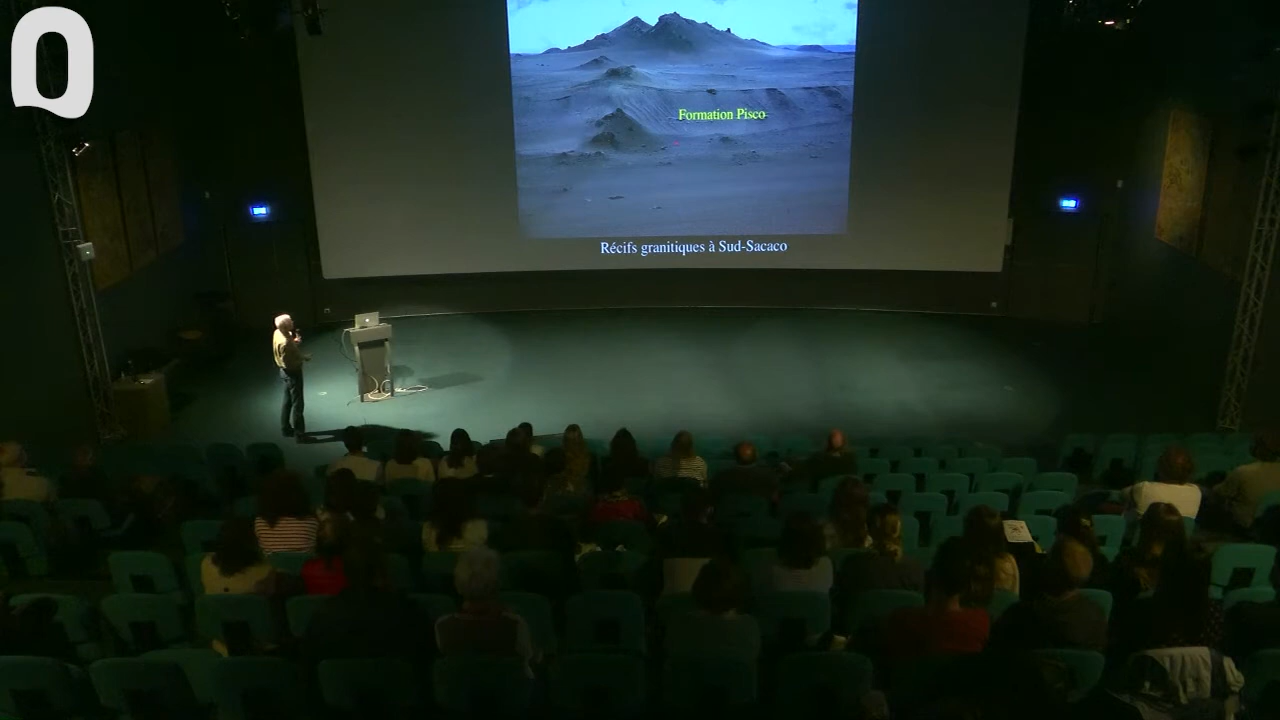 Q
Formation Pisco
Récifs granitiques à Sud-Sacaco